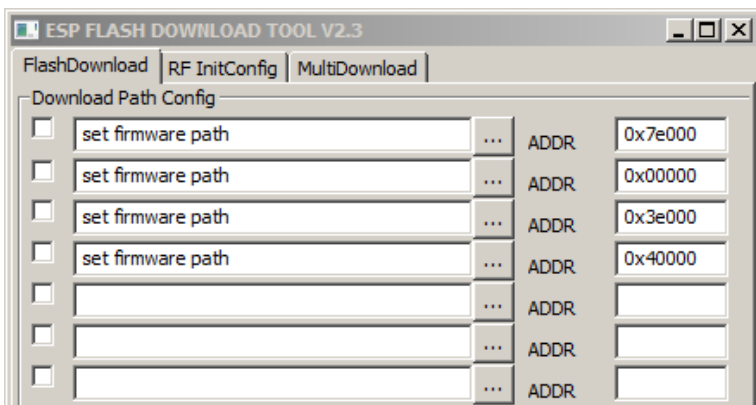 ESP FLASH DOWNLOAD TOOL V2.3
FlashDownload RF InitConfig MultiDownload
Download Path Config
set firmware path ... ADDR 0x7e000
set firmware path ... ADDR 0x00000
set firmware path ... ADDR 0x3e000
set firmware path ... ADDR 0x40000
... ADDR
... ADDR
... ADDR